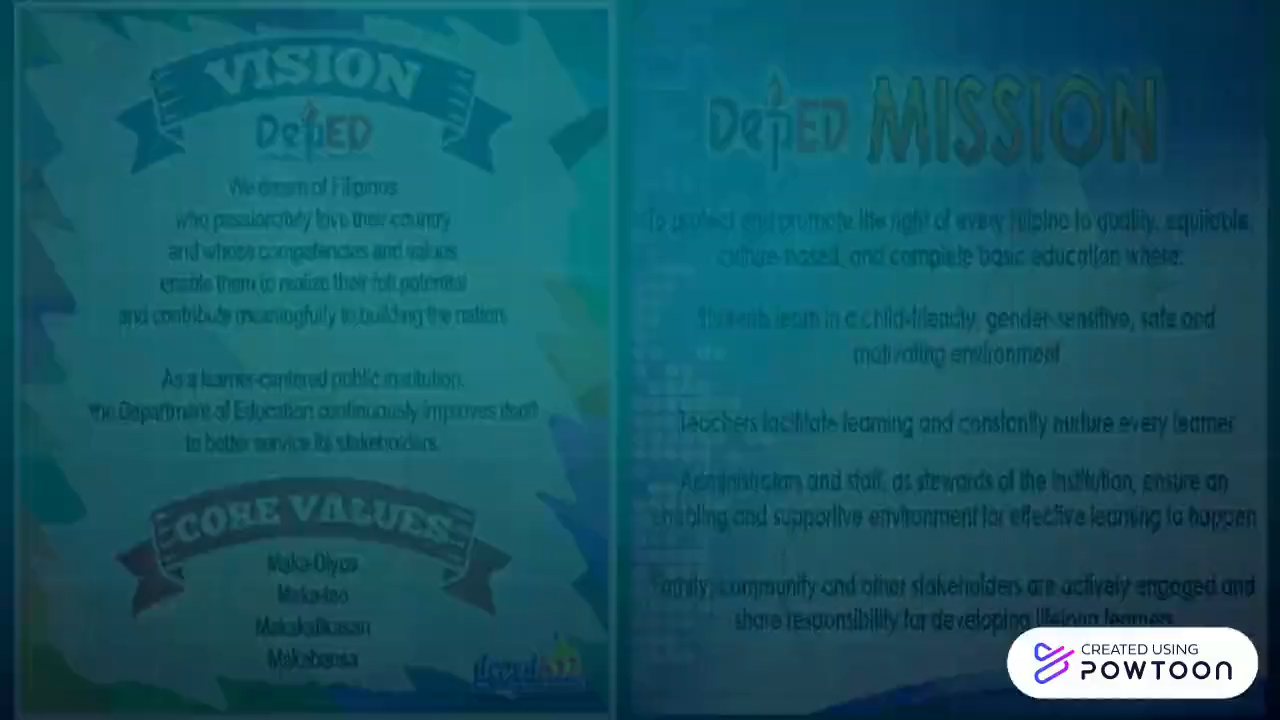 VISION
DepED
We dream of Filipinos
who passionately love their country
and whose competencies and values
enable them to realize their full potential
and contribute meaningfully to building the nation.
As a learner-centered public institution,
the Department of Education continuously improves itself
to better service its stakeholders.
CORE VALUES
Maka-Diyos
Maka-tao
Makakalikasan
Makabansa
DepED MISSION
To protect and promote the right of every Filipino to quality, equitable,
culture-based, and complete basic education where:
Students learn in a child-friendly, gender-sensitive, safe and
motivating environment
Teachers facilitate learning and constantly nurture every learner
Administrators and staff, as stewards of the institution, ensure an
enabling and supportive environment for effective learning to happen
Family, community and other stakeholders are actively engaged and
share responsibility for developing lifelong learners
CREATED USING
POWTOON